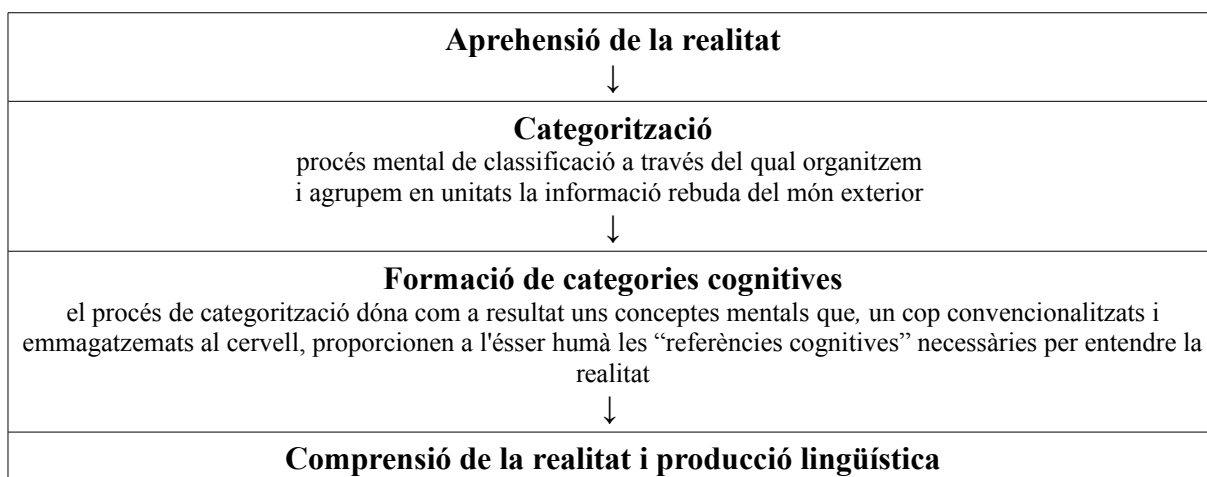 Aprehensió de la realitat
↓
Categorització
procés mental de classificació a través del qual organitzem
i agrupem en unitats la informació rebuda del món exterior
↓
Formació de categories cognitives
el procés de categorització dóna com a resultat uns conceptes mentals que, un cop convencionalitzats i
emmagatzemats al cervell, proporcionen a l'ésser humà les “referències cognitives” necessàries per entendre la
realitat
↓
Comprensió de la realitat i producció lingüística